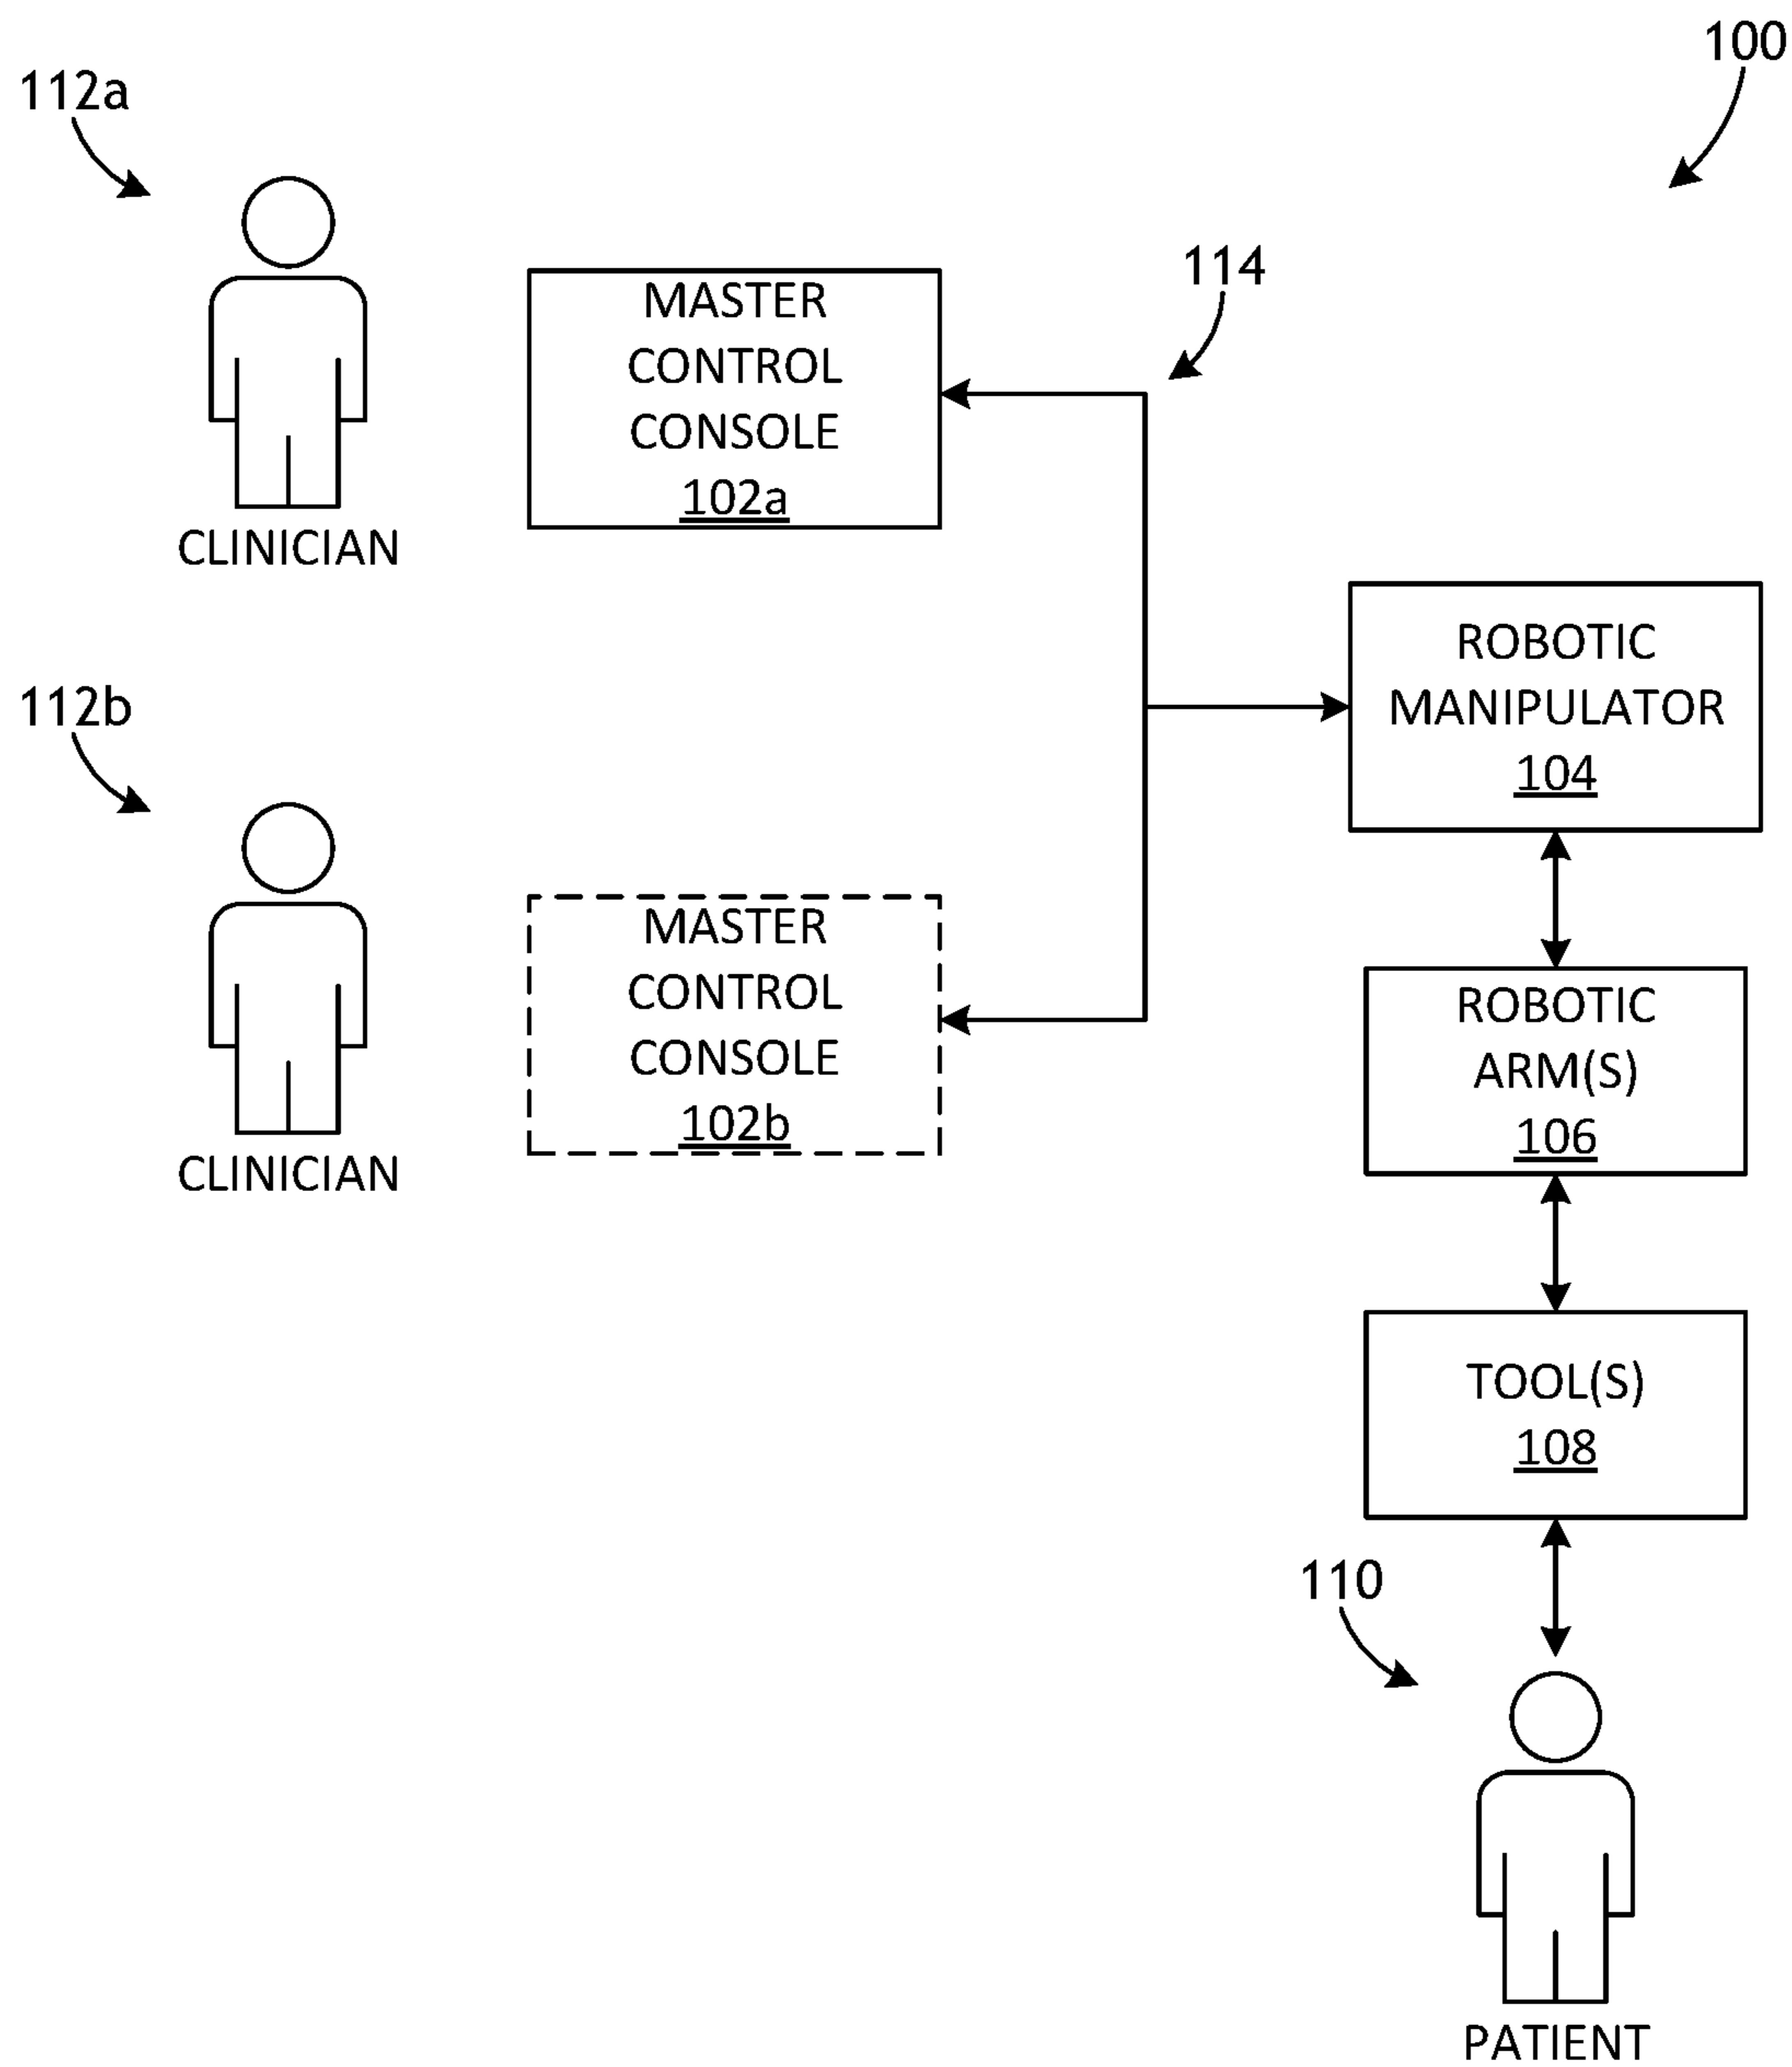 100
112a
114
MASTER
CONTROL
CONSOLE
102a
CLINICIAN
ROBOTIC
MANIPULATOR
104
112b
MASTER
CONTROL
CONSOLE
102b
CLINICIAN
ROBOTIC
ARM(S)
106
TOOL(S)
108
110
PATIENT